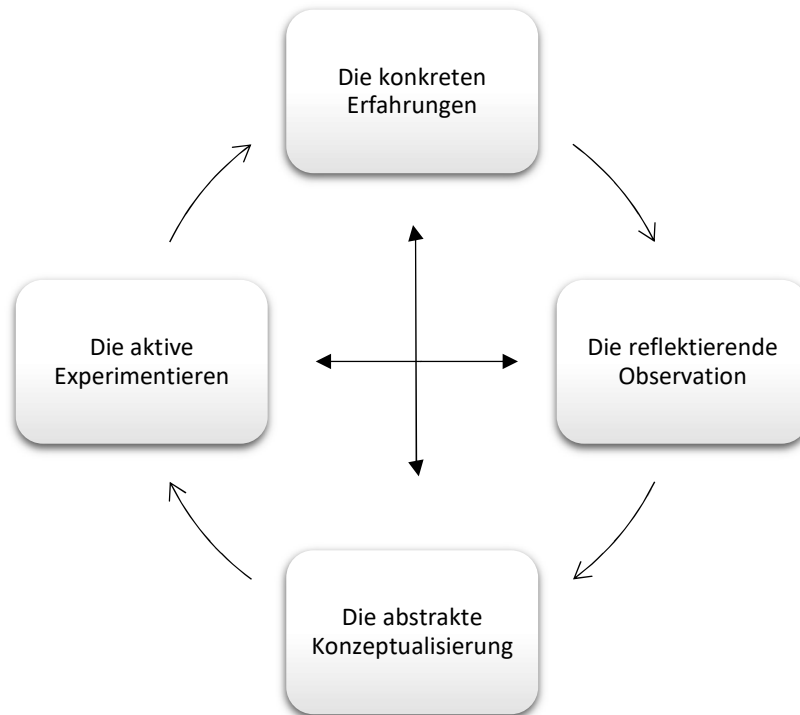 Die konkreten
Erfahrungen
Die aktive
Experimentieren
Die reflektierende
Observation
Die abstrakte
Konzeptualisierung